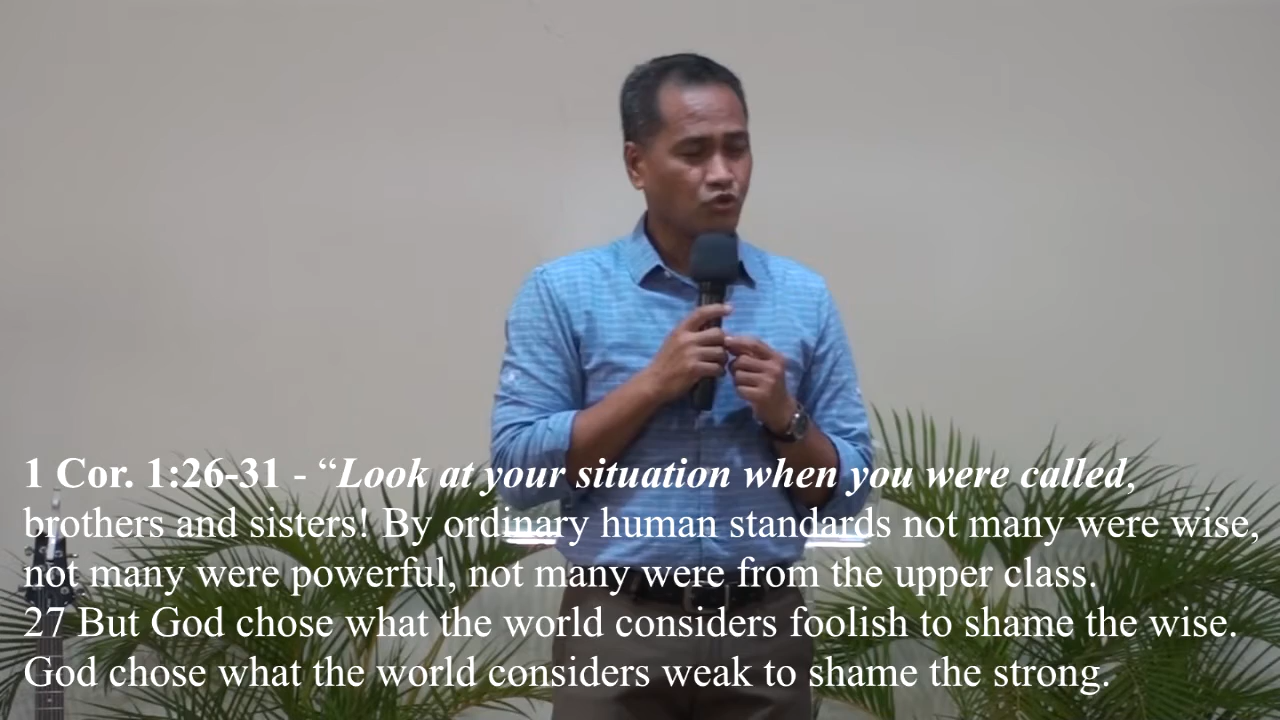 1 Cor. 1:26-31 - “Look at your situation when you were called,
brothers and sisters! By ordinary human standards not many were wise,
not many were powerful, not many were from the upper class.
27 But God chose what the world considers foolish to shame the wise.
God chose what the world considers weak to shame the strong.